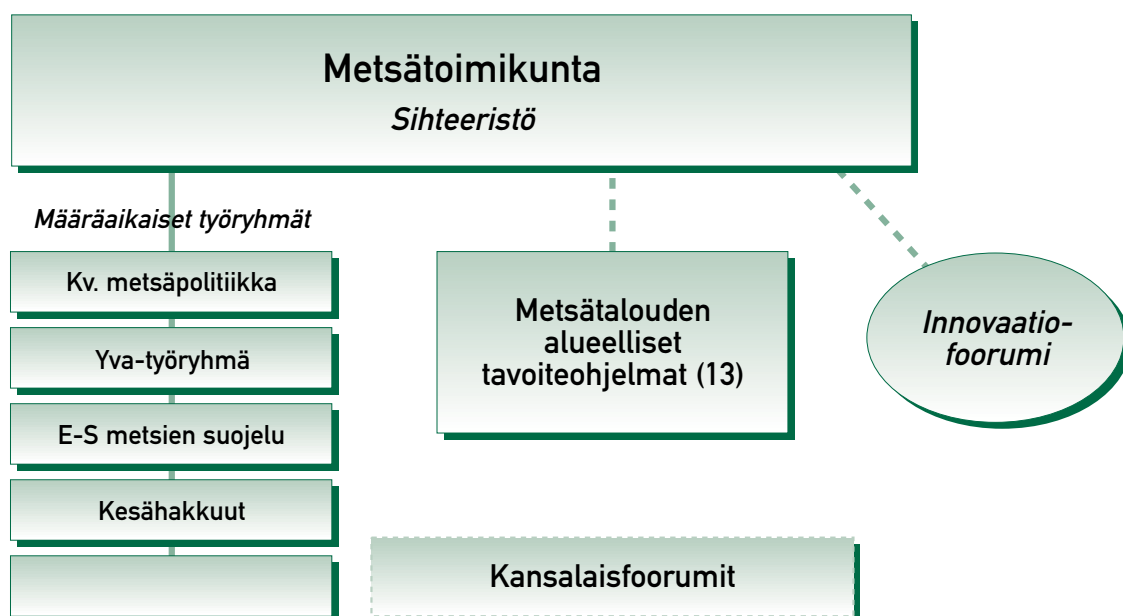 Metsätoimikunta
Sihteeristö
Määräaikaiset työryhmät
Kv. metsäpolitiikka
Yva-työryhmä
E-S metsien suojelu
Kesähakkuut
Metsätalouden
alueelliset
tavoiteohjelmat (13)
Innovaatio-
foorumi
Kansalaisfoorumit